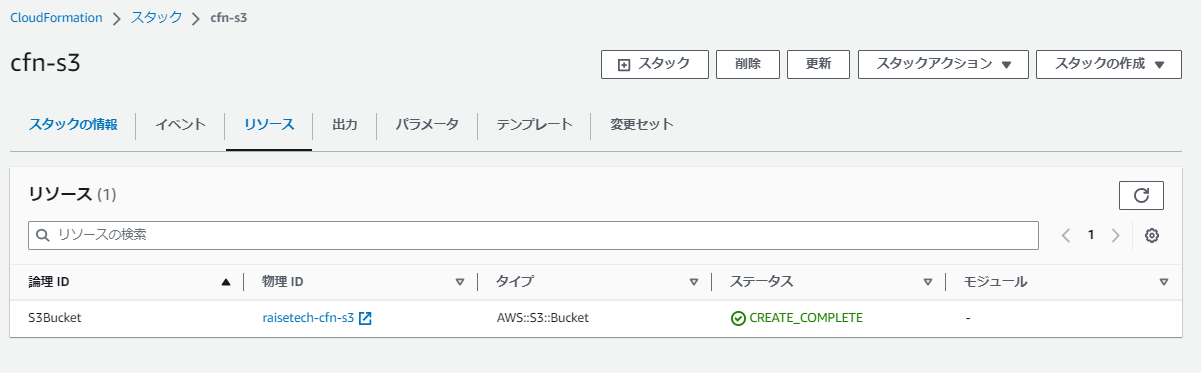 CloudFormation > スタック > cfn-s3
cfn-s3
スタック 削除 更新 スタックアクション ▼ スタックの作成 ▼
スタックの情報 イベント リソース 出力 パラメータ テンプレート 変更セット
リソース (1)
リソースの検索 < 1 >
論理 ID ▲ 物理 ID ▽ タイプ ▽ ステータス ▽ モジュール ▽
S3Bucket raisetech-cfn-s3 AWS::S3::Bucket CREATE_COMPLETE -